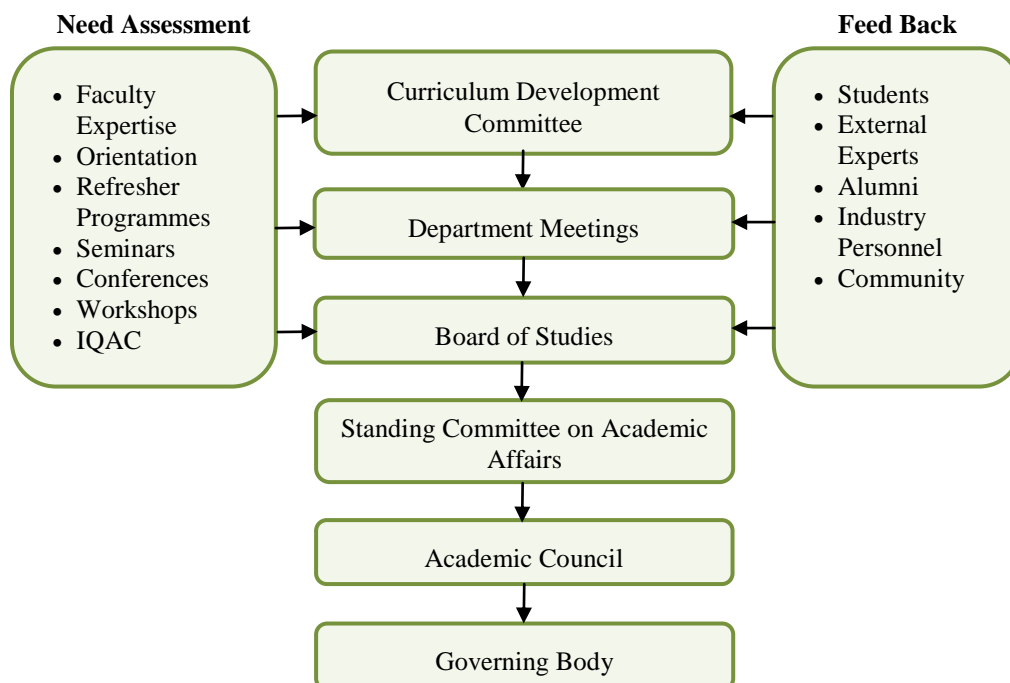 Need Assessment
Feed Back
• Faculty
Expertise
• Orientation
• Refresher
Programmes
• Seminars
• Conferences
• Workshops
• IQAC
Curriculum Development
Committee
Department Meetings
Board of Studies
Standing Committee on Academic
Affairs
Academic Council
Governing Body
• Students
• External
Experts
• Alumni
• Industry
Personnel
• Community